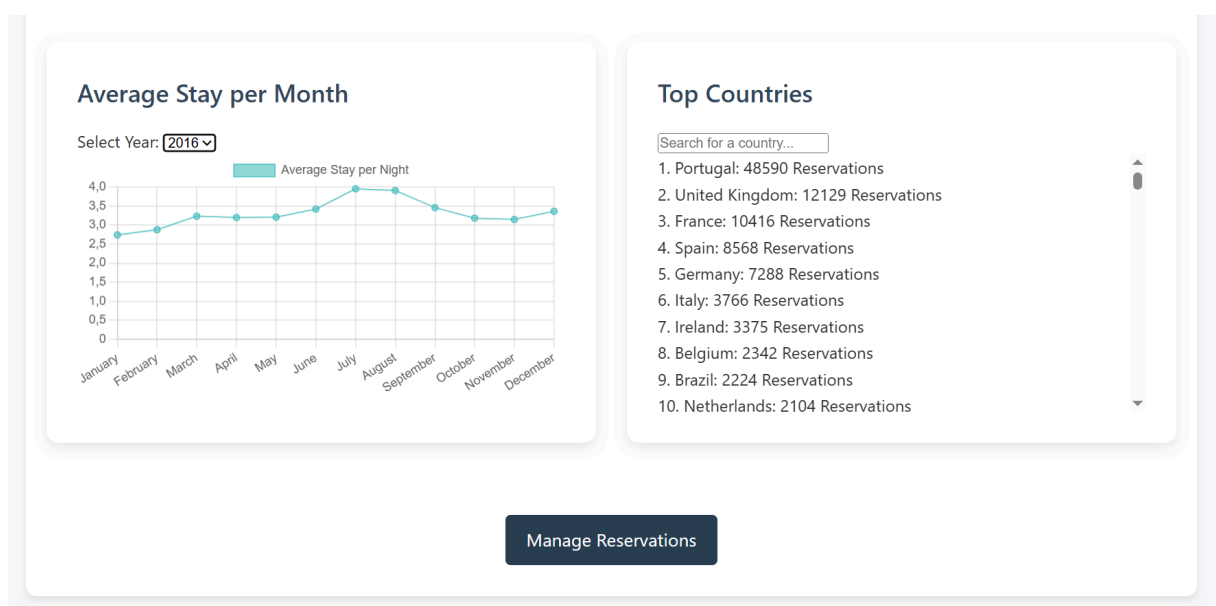 Average Stay per Month
Select Year: 2016
Average Stay per Night
4,0
3,5
3,0
2,5
2,0
1,5
1,0
0,5
0
January
February
March
April
May
June
July
August
September
October
November
December
Top Countries
Search for a country...
1. Portugal: 48590 Reservations
2. United Kingdom: 12129 Reservations
3. France: 10416 Reservations
4. Spain: 8568 Reservations
5. Germany: 7288 Reservations
6. Italy: 3766 Reservations
7. Ireland: 3375 Reservations
8. Belgium: 2342 Reservations
9. Brazil: 2224 Reservations
10. Netherlands: 2104 Reservations
Manage Reservations